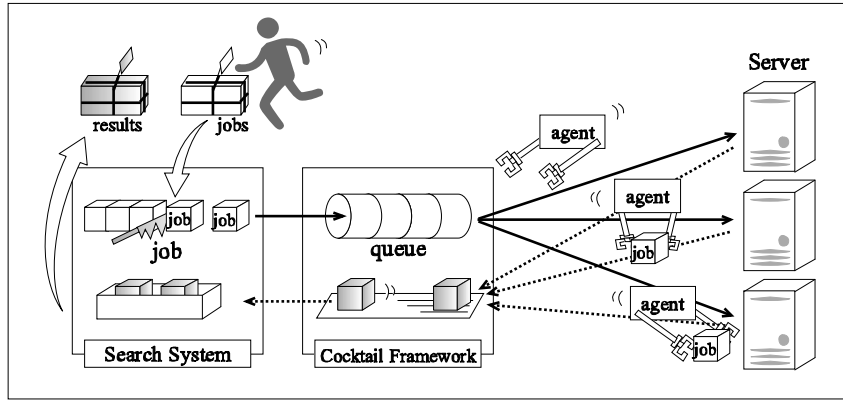 Server
results
jobs
agent
agent
job
job
job
queue
job
agent
job
Search System
Cocktail Framework